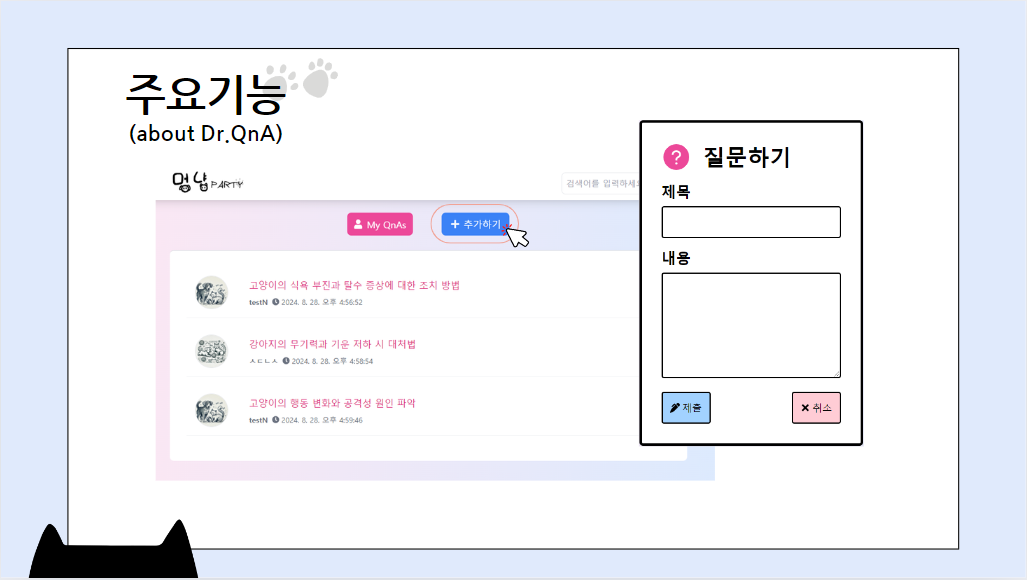 주요기능
(about Dr.QnA)
멍냥PARTY
검색어를 입력하세
My QnAs
+ 추가하기
고양이의 식욕 부진과 탈수 증상에 대한 조치 방법
testN 2024. 8. 28. 오후 4:56:52
강아지의 무기력과 기운 저하 시 대처법
ㅅㄷㄴㅅ 2024. 8. 28. 오후 4:58:54
고양이의 행동 변화와 공격성 원인 파악
testN 2024. 8. 28. 오후 4:59:46
? 질문하기
제목
내용
제출
취소